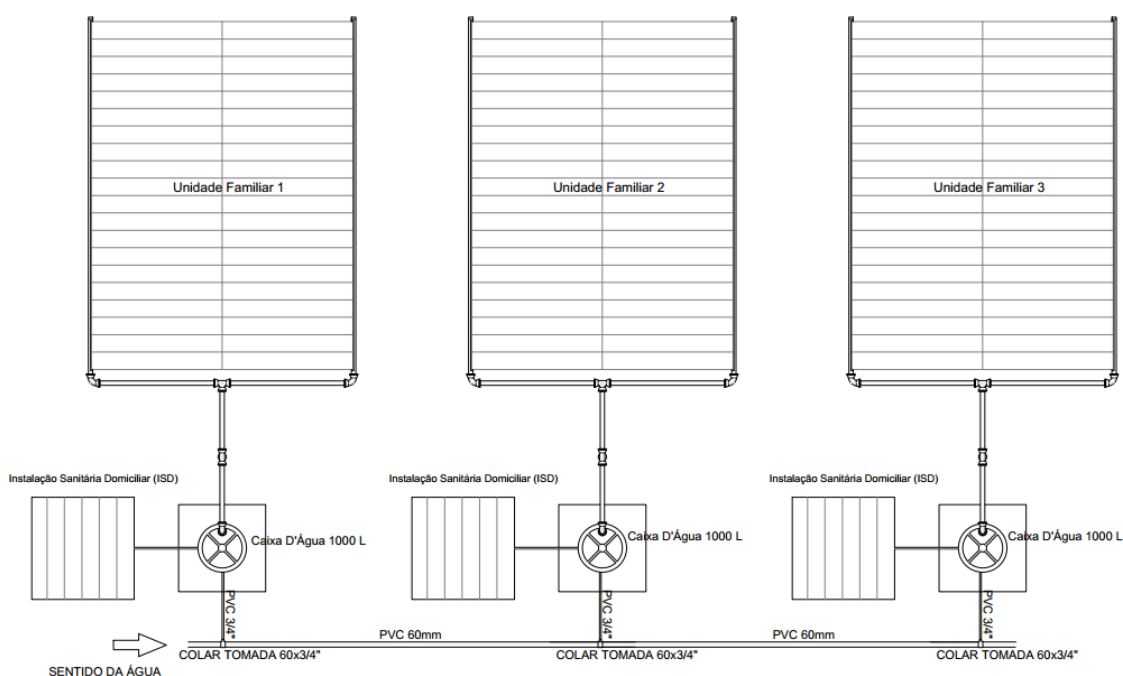 Unidade Familiar 1
Unidade Familiar 2
Unidade Familiar 3
Instalação Sanitária Domiciliar (ISD)
Instalação Sanitária Domiciliar (ISD)
Instalação Sanitária Domiciliar (ISD)
Caixa D'Água 1000 L
Caixa D'Água 1000 L
Caixa D'Água 1000 L
PVC 3/4"
PVC 3/4"
PVC 3/4"
PVC 60mm
PVC 60mm
COLAR TOMADA 60x3/4"
COLAR TOMADA 60x3/4"
COLAR TOMADA 60x3/4"
SENTIDO DA ÁGUA